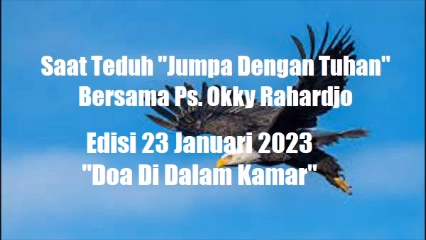 Saat Teduh "Jumpa Dengan Tuhan"
Bersama Ps. Okky Rahardjo
Edisi 23 Januari 2023
"Doa Di Dalam Kamar"